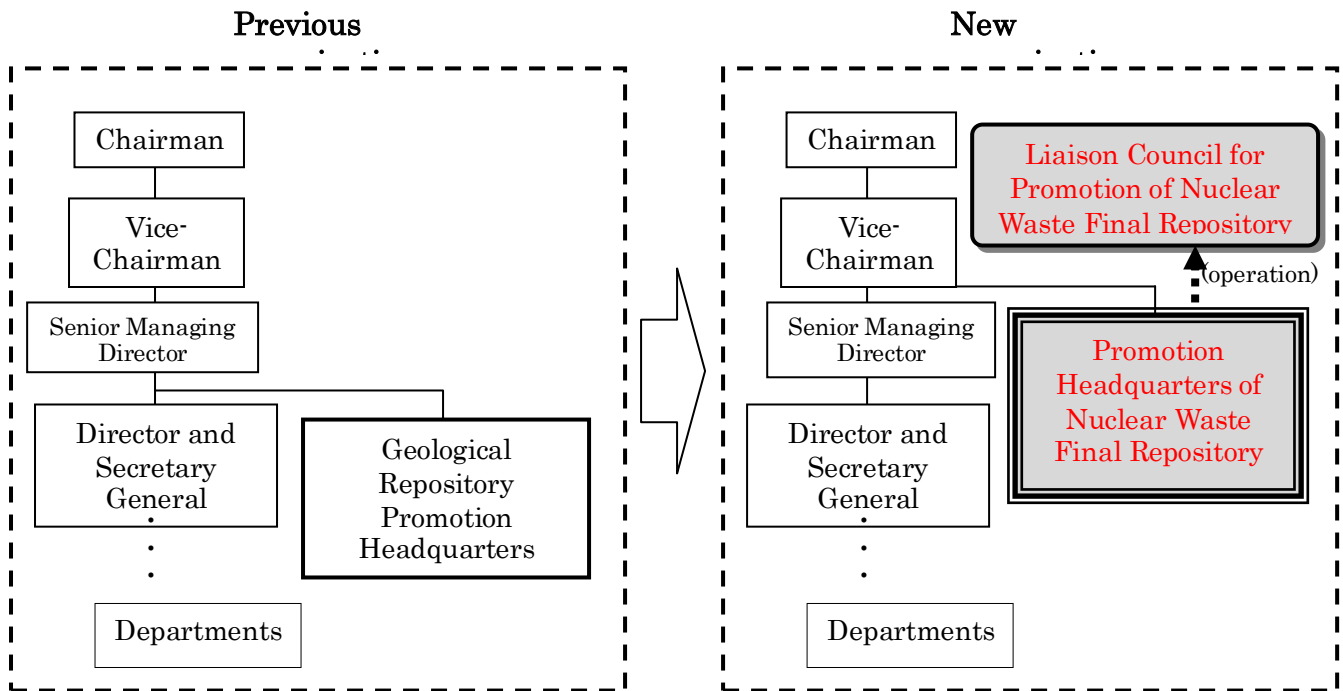 Previous
Chairman
Vice-
Chairman
Senior Managing
Director
Director and
Secretary
General
Geological
Repository
Promotion
Headquarters
Departments
New
Chairman
Liaison Council for
Promotion of Nuclear
Waste Final Repository
Vice-
Chairman
(operation)
Senior Managing
Director
Promotion
Headquarters of
Nuclear Waste
Final Repository
Director and
Secretary
General
Departments